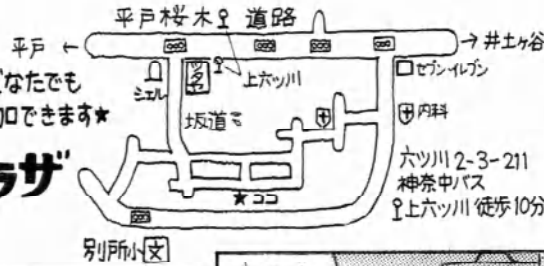 平戸桜木 道路
平戸 ←
→ 井土ヶ谷
シェル
上六ッ川
セブンイレブン
なたでも
加できます★
坂道
内科
ラザ
六ッ川 2-3-211
神奈中バス
上六ッ川 徒歩10分
★ココ
別所小 文